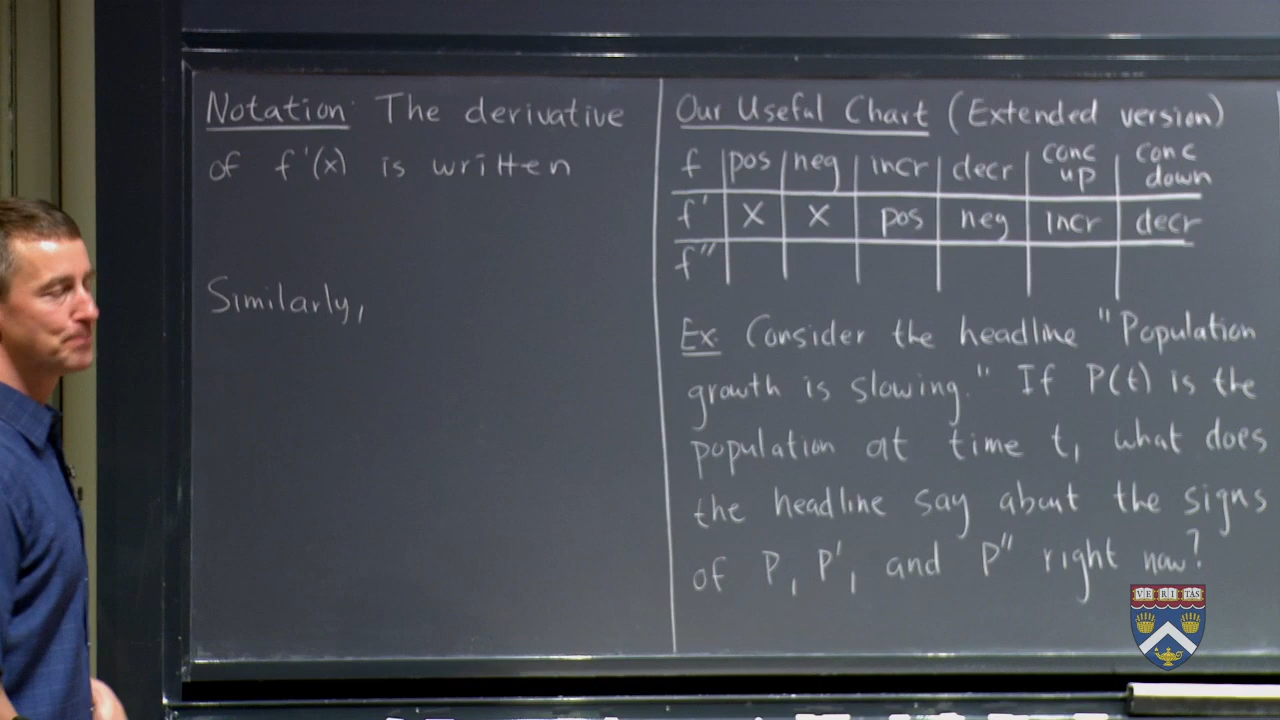 Notation: The derivative
of f'(x) is written
Similarly,
Our Useful Chart (Extended version)
f pos neg incr decr conc up conc down
f' X X pos neg incr decr
f"
Ex. Consider the headline "Population
growth is slowing." If P(t) is the
population at time t, what does
the headline say about the signs
of P, P', and P" right now?
VE RI TAS